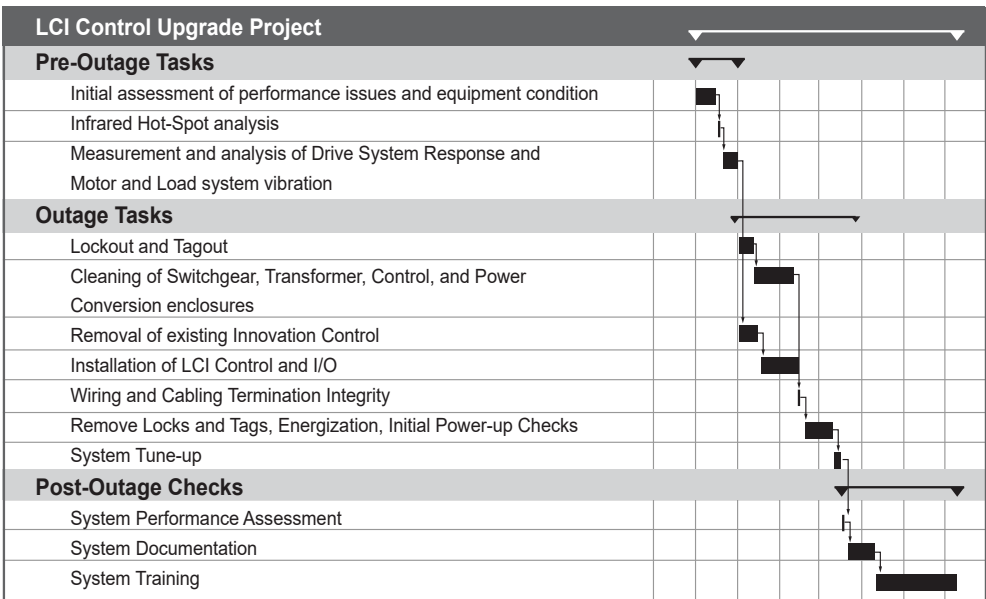 LCI Control Upgrade Project
Pre-Outage Tasks
Initial assessment of performance issues and equipment condition
Infrared Hot-Spot analysis
Measurement and analysis of Drive System Response and
Motor and Load system vibration
Outage Tasks
Lockout and Tagout
Cleaning of Switchgear, Transformer, Control, and Power
Conversion enclosures
Removal of existing Innovation Control
Installation of LCI Control and I/O
Wiring and Cabling Termination Integrity
Remove Locks and Tags, Energization, Initial Power-up Checks
System Tune-up
Post-Outage Checks
System Performance Assessment
System Documentation
System Training